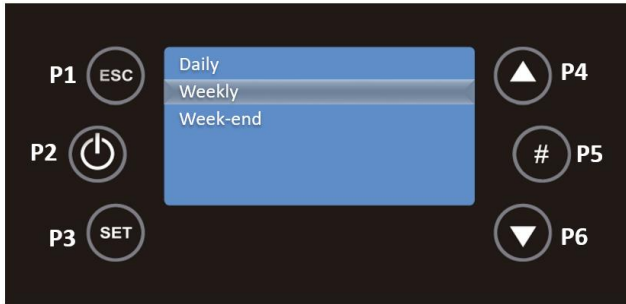 P1 ESC
Daily
Weekly
Week-end
P4
P2
# P5
P3 SET
P6